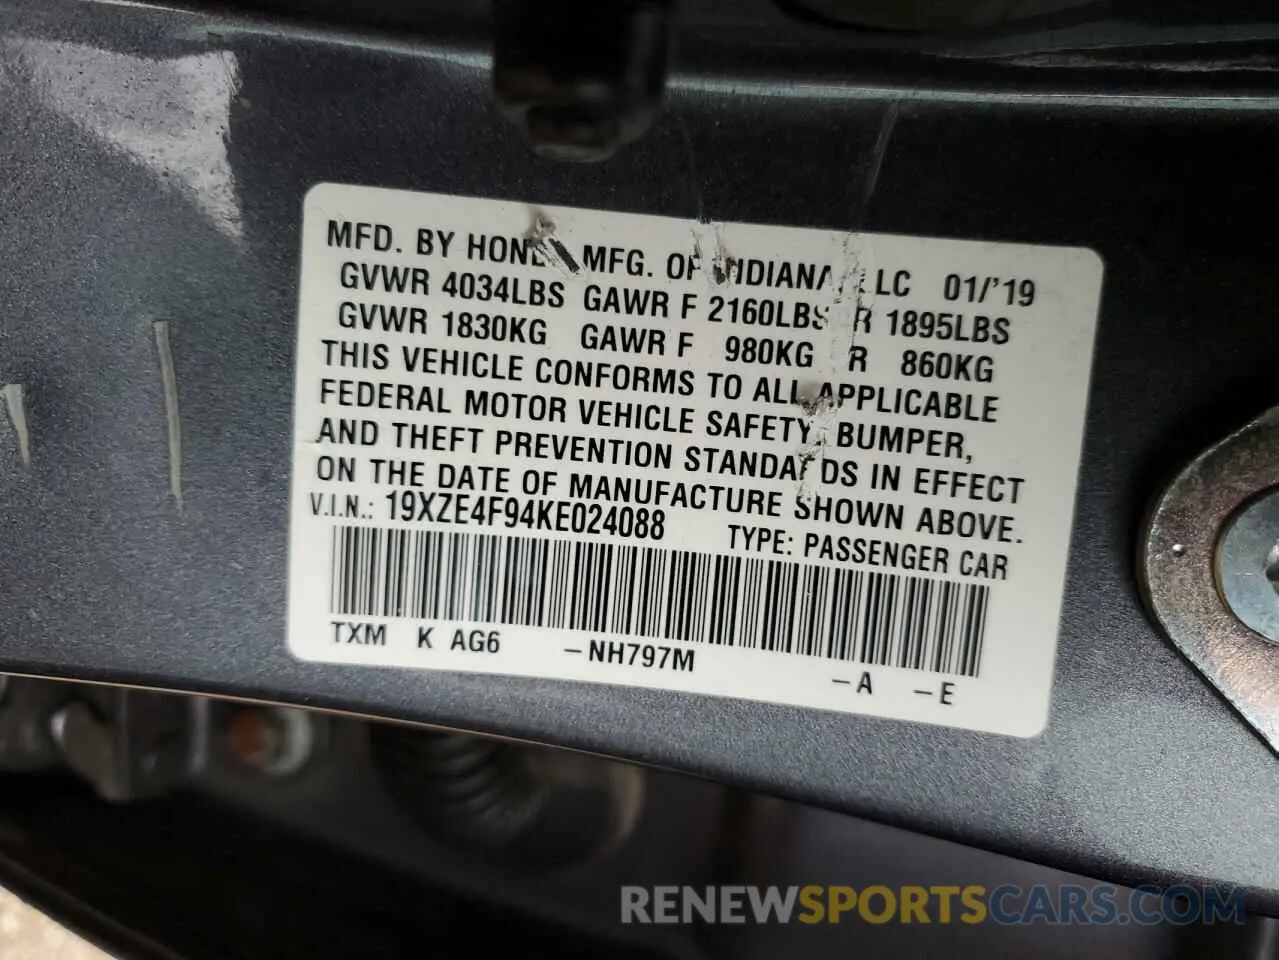 MFD. BY HONDA MFG. OF INDIANA, LLC 01/'19
GVWR 4034LBS GAWR F 2160LBS R 1895LBS
GVWR 1830KG GAWR F 980KG R 860KG
THIS VEHICLE CONFORMS TO ALL APPLICABLE
FEDERAL MOTOR VEHICLE SAFETY, BUMPER,
AND THEFT PREVENTION STANDARDS IN EFFECT
ON THE DATE OF MANUFACTURE SHOWN ABOVE.
V.I.N.: 19XZE4F94KE024088 TYPE: PASSENGER CAR
TXM K AG6 –NH797M –A –E
RENEWSPORTSCARS.COM